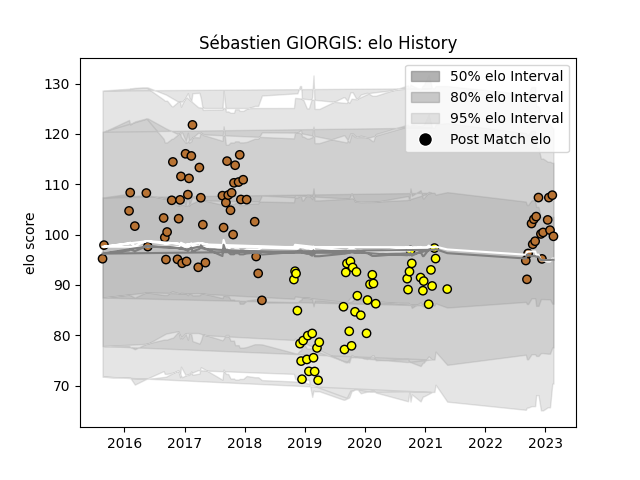 Sébastien GIORGIS: elo History
50% elo Interval
80% elo Interval
95% elo Interval
Post Match elo
elo score
130
120
110
100
90
80
70
2016 2017 2018 2019 2020 2021 2022 2023